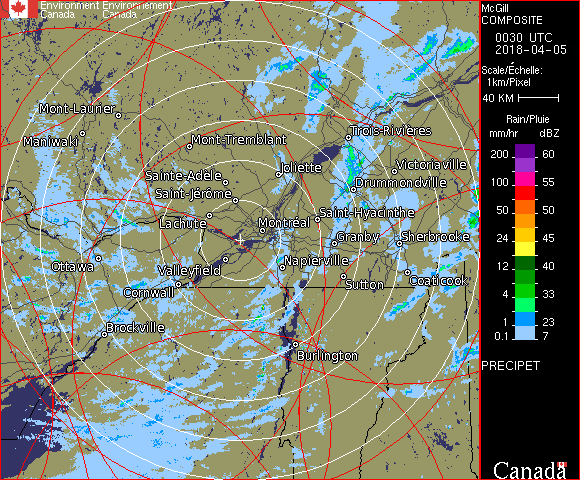 Environment Environnement
Canada Canada
McGill
COMPOSITE
0030 UTC
2018-04-05
Scale/Échelle:
1km/Pixel
40 KM
Rain/Pluie
mm/hr dBZ
200 60
100 55
50 50
24 45
12 40
4 33
1 23
0.1 7
PRECIPET
Canada
Mont-Laurier
Maniwaki
Mont-Tremblant
Trois-Rivières
Sainte-Adèle
Joliette
Victoriaville
Saint-Jérôme
Drummondville
Lachute
Montréal
Saint-Hyacinthe
Granby
Sherbrooke
Ottawa
Valleyfield
Napierville
Cornwall
Sutton
Coaticook
Brockville
Burlington